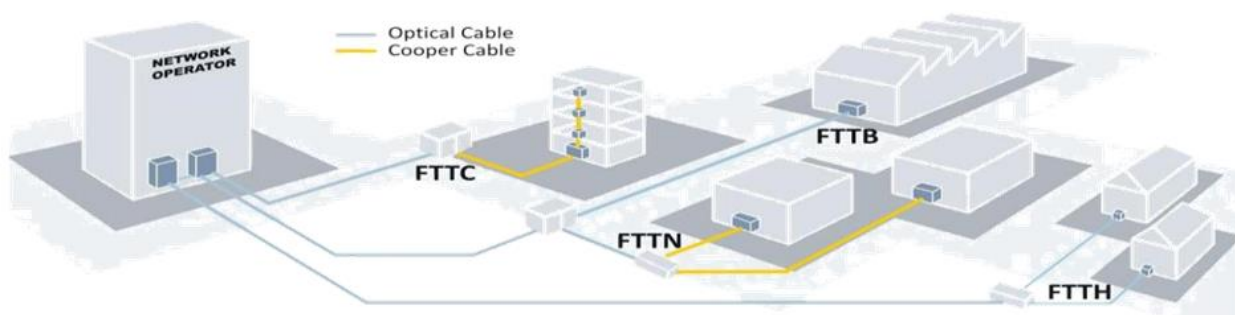 NETWORK
OPERATOR
Optical Cable
Cooper Cable
FTTB
FTTC
FTTN
FTTH